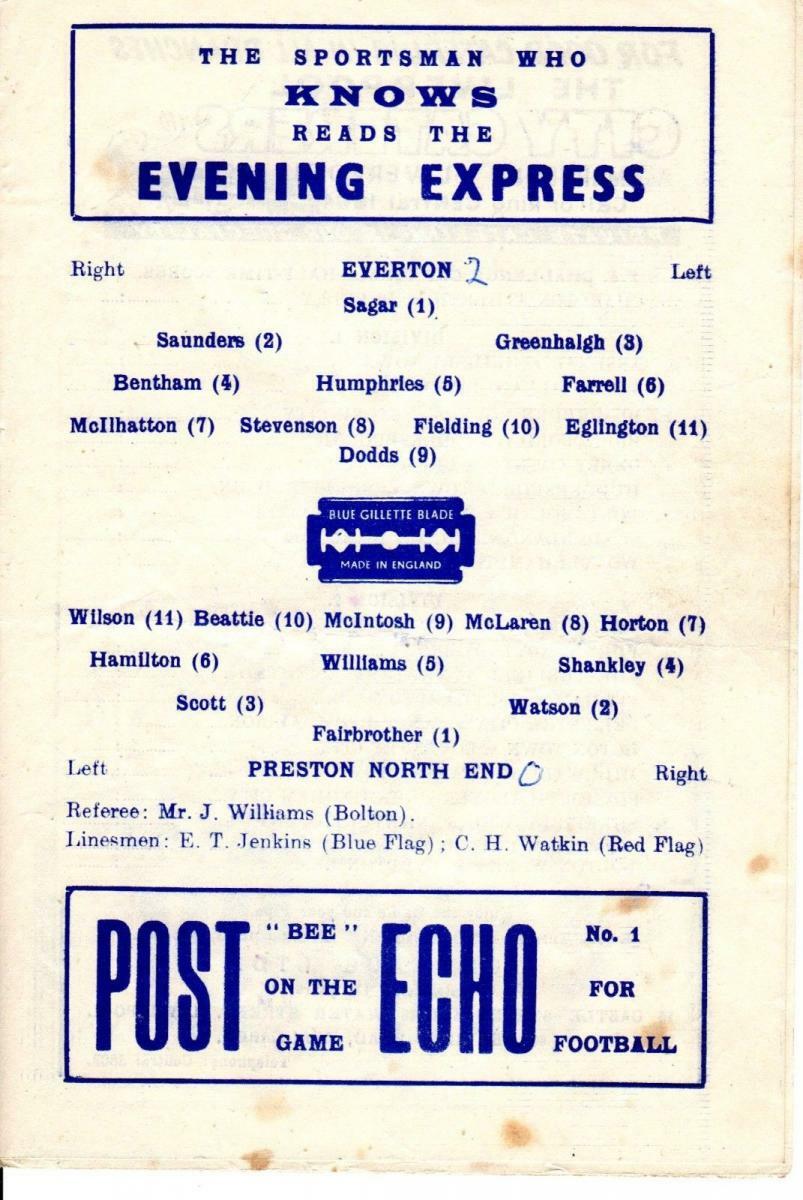 THE SPORTSMAN WHO
KNOWS
READS THE
EVENING EXPRESS
Right EVERTON 2 Left
Sagar (1)
Saunders (2) Greenhalgh (3)
Bentham (4) Humphries (5) Farrell (6)
McIlhatton (7) Stevenson (8) Fielding (10) Eglington (11)
Dodds (9)
BLUE GILLETTE BLADE
MADE IN ENGLAND
Wilson (11) Beattie (10) McIntosh (9) McLaren (8) Horton (7)
Hamilton (6) Williams (5) Shankley (4)
Scott (3) Watson (2)
Fairbrother (1)
Left PRESTON NORTH END 0 Right
Referee: Mr. J. Williams (Bolton).
Linesmen: E. T. Jenkins (Blue Flag); C. H. Watkin (Red Flag)
POST "BEE" ON THE GAME ECHO No. 1 FOR FOOTBALL